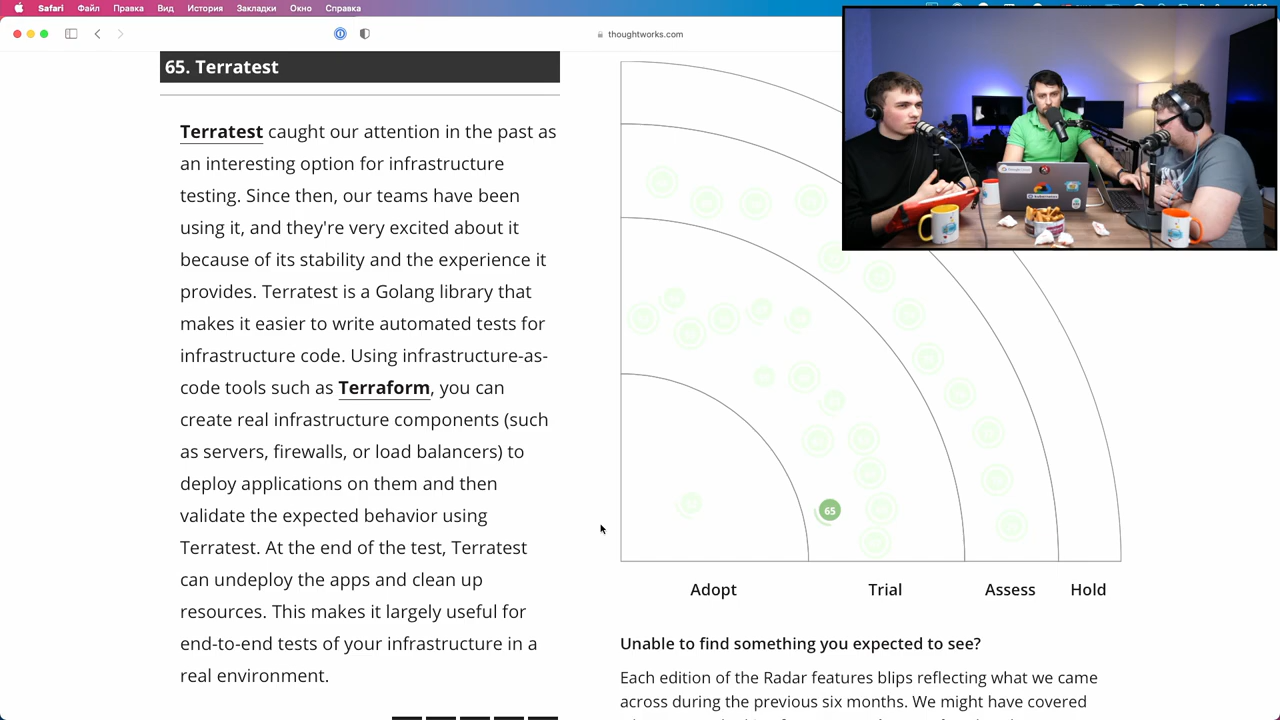 Safari Файл Правка Вид История Закладки Окно Справка
thoughtworks.com
65. Terratest
Terratest caught our attention in the past as
an interesting option for infrastructure
testing. Since then, our teams have been
using it, and they're very excited about it
because of its stability and the experience it
provides. Terratest is a Golang library that
makes it easier to write automated tests for
infrastructure code. Using infrastructure-as-
code tools such as Terraform, you can
create real infrastructure components (such
as servers, firewalls, or load balancers) to
deploy applications on them and then
validate the expected behavior using
Terratest. At the end of the test, Terratest
can undeploy the apps and clean up
resources. This makes it largely useful for
end-to-end tests of your infrastructure in a
real environment.
65
Adopt Trial Assess Hold
Unable to find something you expected to see?
Each edition of the Radar features blips reflecting what we came
across during the previous six months. We might have covered